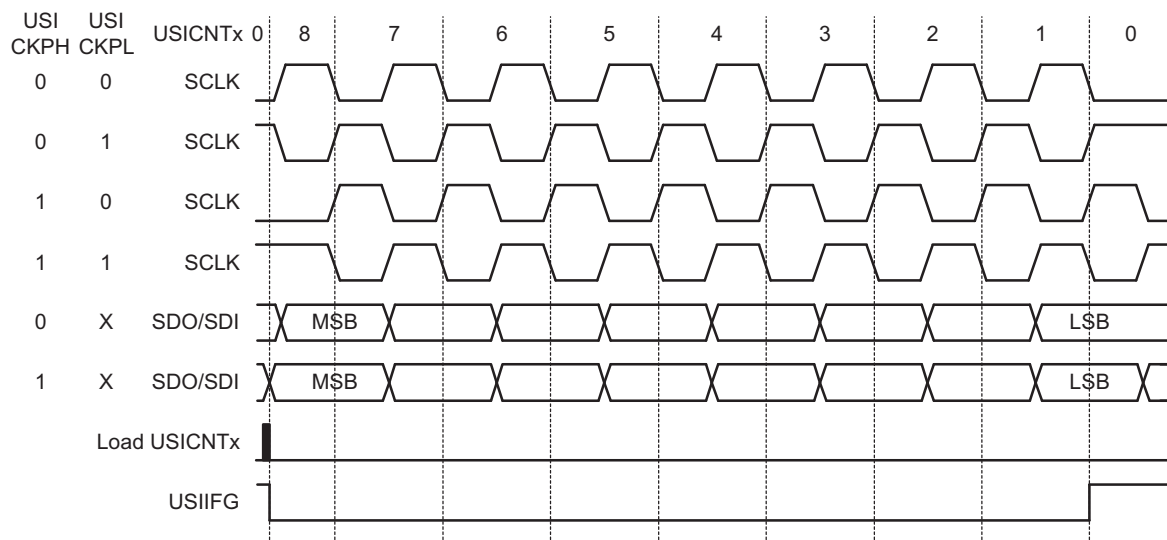 USI USI
CKPH CKPL USICNTx 0 8 7 6 5 4 3 2 1 0
0 0 SCLK
0 1 SCLK
1 0 SCLK
1 1 SCLK
0 X SDO/SDI MSB LSB
1 X SDO/SDI MSB LSB
Load USICNTx
USIIFG